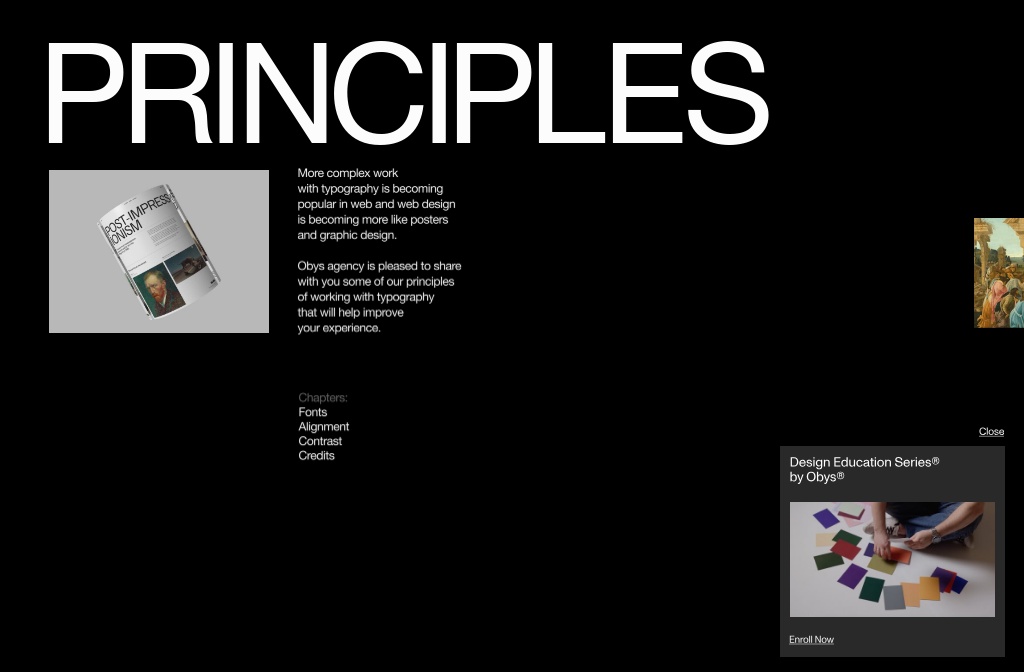 PRINCIPLES
POST-IMPRESS
IONISM
More complex work
with typography is becoming
popular in web and web design
is becoming more like posters
and graphic design.
Obys agency is pleased to share
with you some of our principles
of working with typography
that will help improve
your experience.
Chapters:
Fonts
Alignment
Contrast
Credits
Close
Design Education Series®
by Obys®
Enroll Now